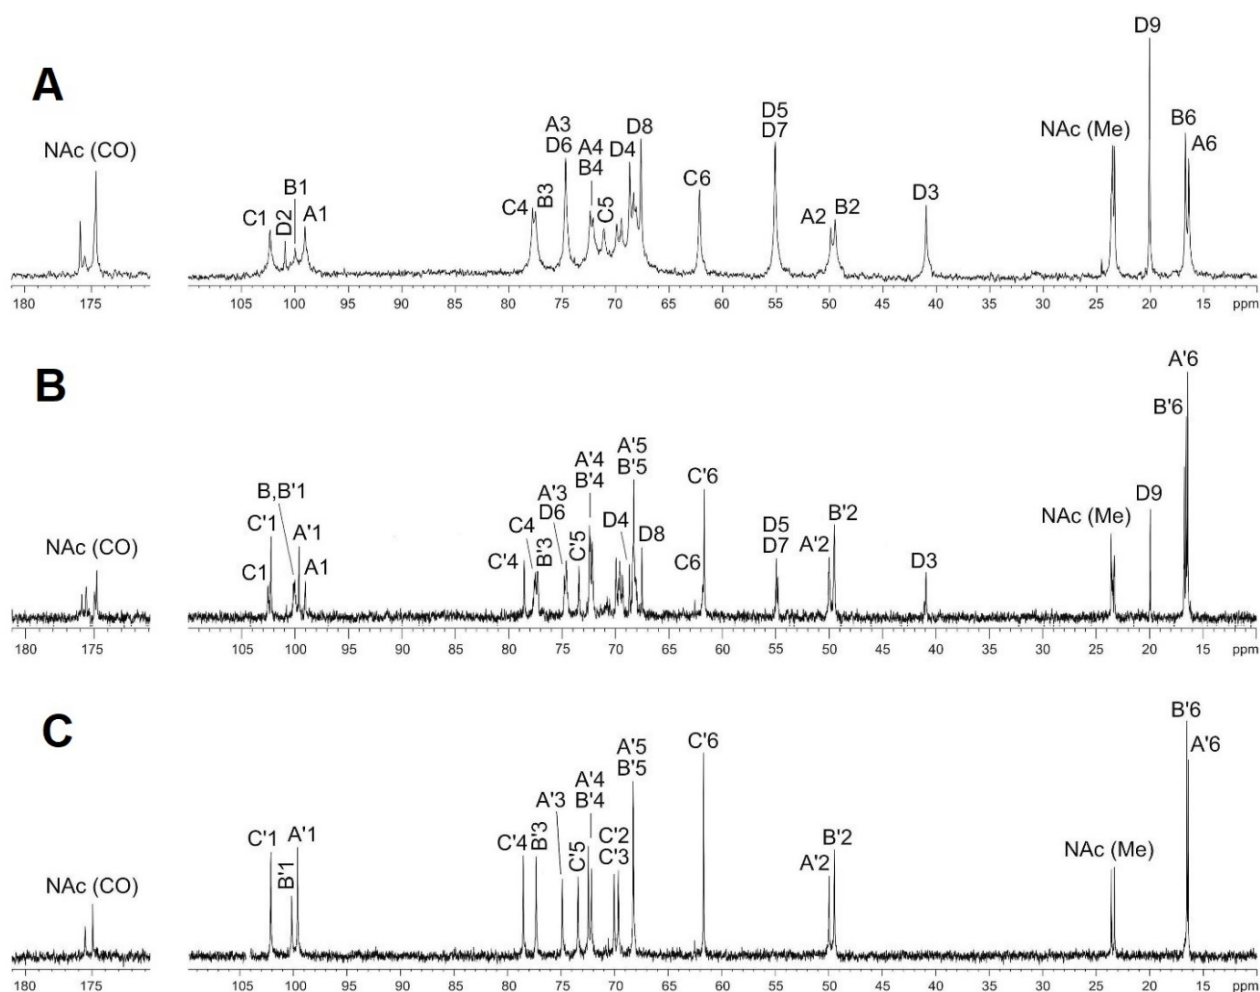 A
NAc (CO)
C1
D2
B1
A1
C4
B3
A3
D6
A4
B4
C5
D4
D8
C6
D5
D7
A2
B2
D3
NAc (Me)
D9
B6
A6
180 175 105 100 95 90 85 80 75 70 65 60 55 50 45 40 35 30 25 20 15 ppm
B
NAc (CO)
C1
C'1
B,B'1
A'1
A1
C'4
C4
B'3
A'3
D6
C'5
A'4
B'4
D4
A'5
B'5
D8
C6
C'6
D5
D7
A'2
B'2
D3
NAc (Me)
D9
B'6
A'6
180 175 105 100 95 90 85 80 75 70 65 60 55 50 45 40 35 30 25 20 15 ppm
C
NAc (CO)
C'1
B'1
A'1
C'4
B'3
A'3
C'5
A'4
B'4
C'2
C'3
A'5
B'5
C'6
A'2
B'2
NAc (Me)
B'6
A'6
180 175 105 100 95 90 85 80 75 70 65 60 55 50 45 40 35 30 25 20 15 ppm